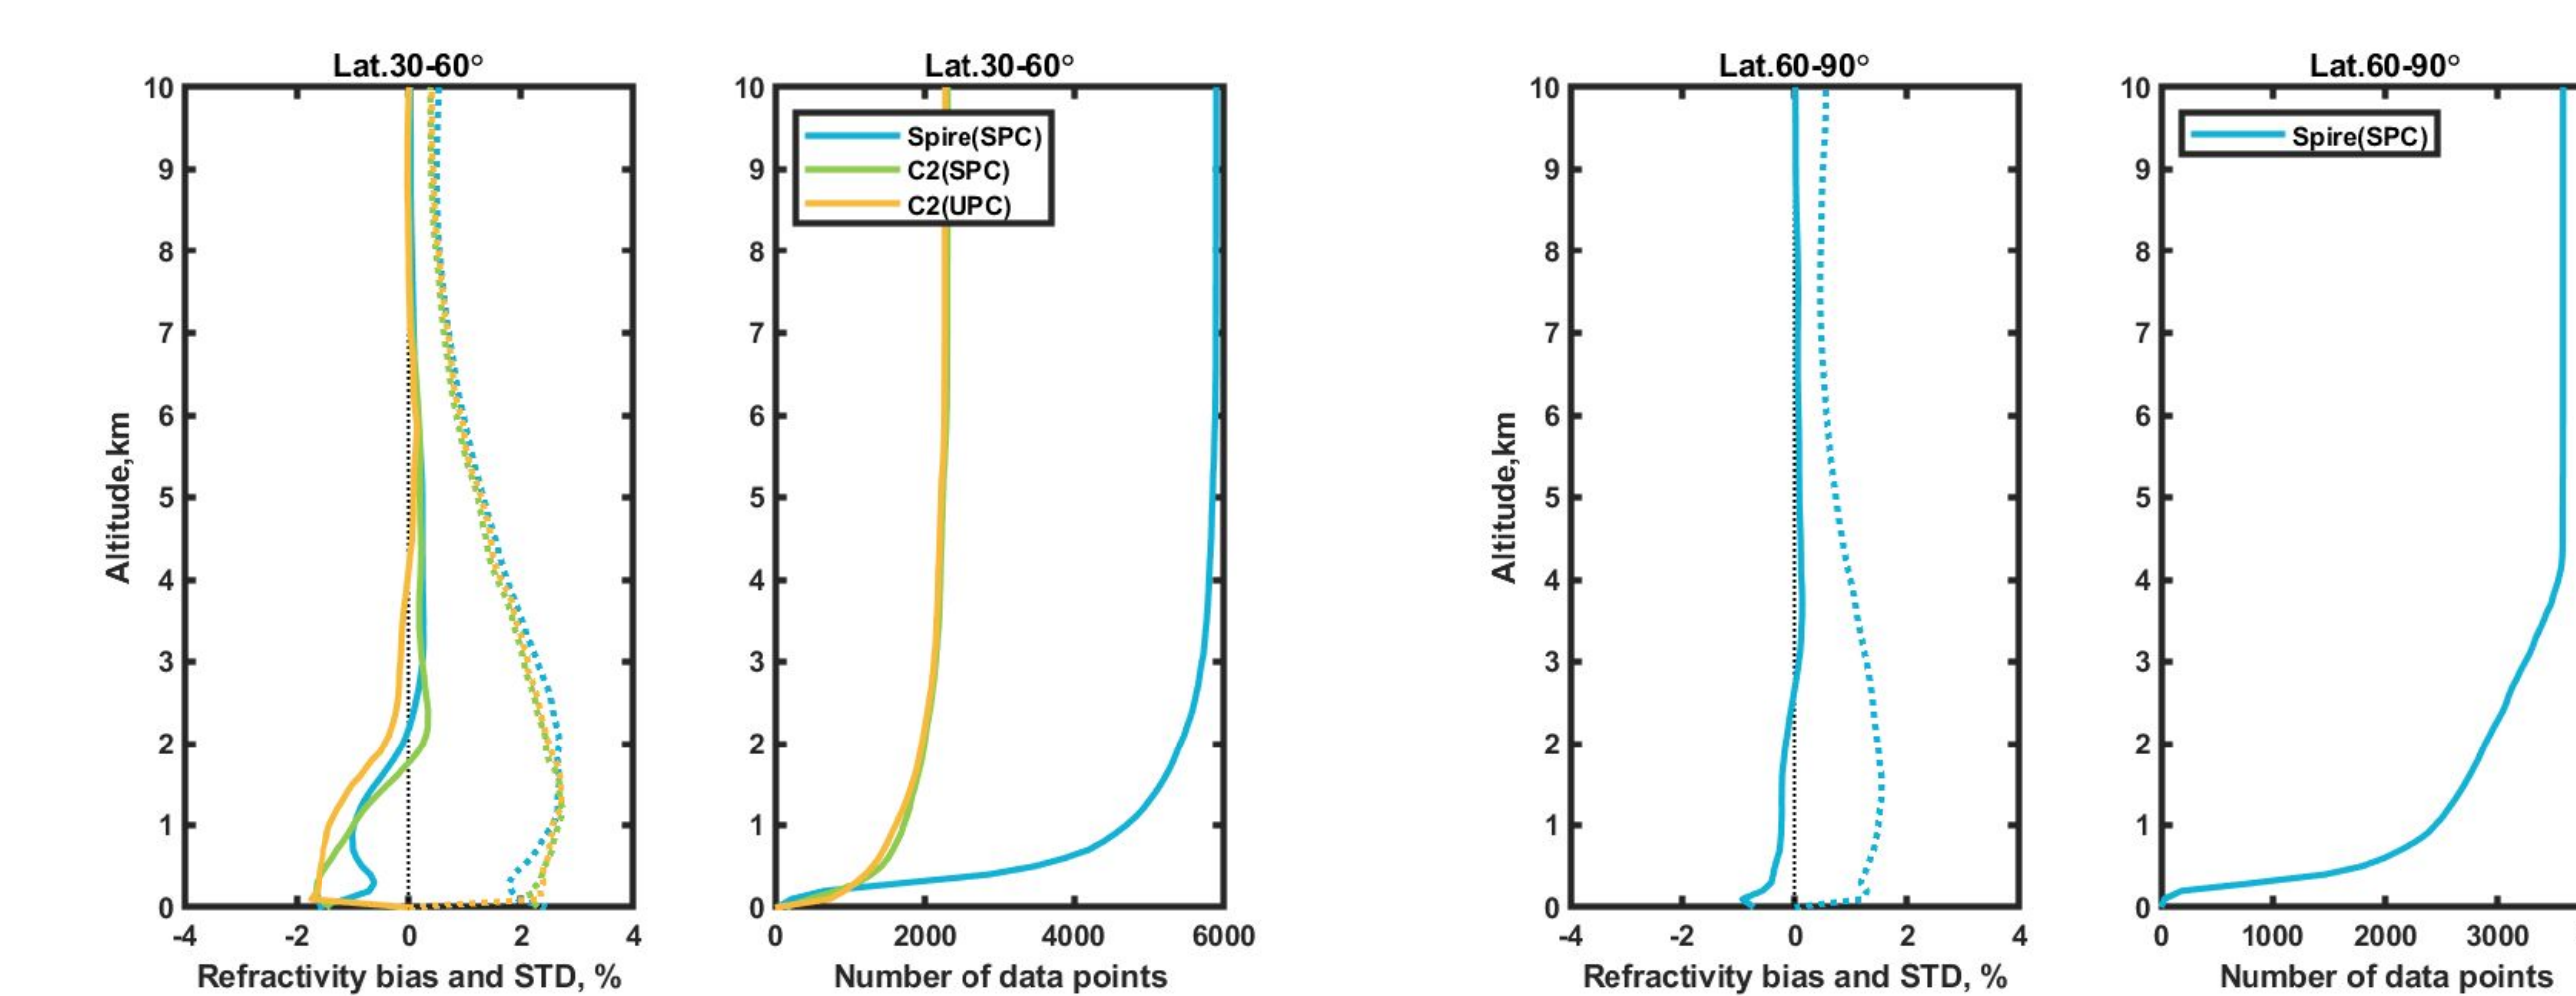 Lat.30-60°
10
9
8
7
6
5
4
3
2
1
0
Altitude,km
-4 -2 0 2 4
Refractivity bias and STD, %
Lat.30-60°
Spire(SPC)
C2(SPC)
C2(UPC)
10
9
8
7
6
5
4
3
2
1
0
0 2000 4000 6000
Number of data points
Lat.60-90°
10
9
8
7
6
5
4
3
2
1
0
Altitude,km
-4 -2 0 2 4
Refractivity bias and STD, %
Lat.60-90°
Spire(SPC)
10
9
8
7
6
5
4
3
2
1
0
0 1000 2000 3000
Number of data points